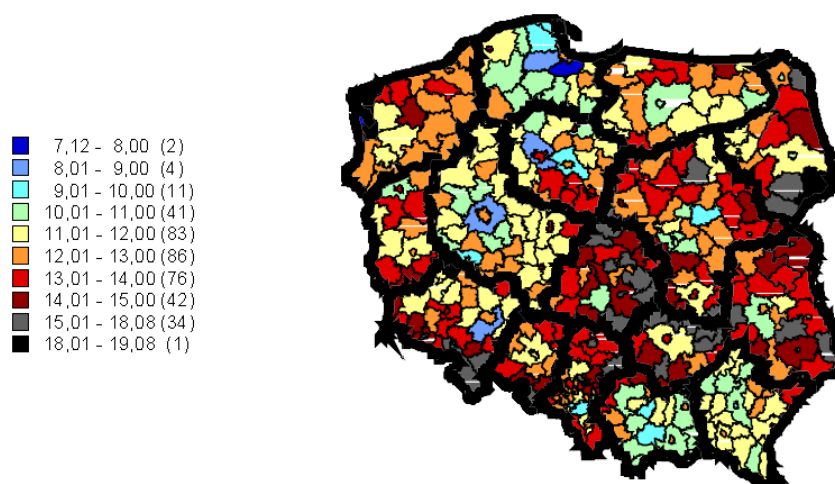 7,12 - 8,00 (2)
8,01 - 9,00 (4)
9,01 - 10,00 (11)
10,01 - 11,00 (41)
11,01 - 12,00 (83)
12,01 - 13,00 (86)
13,01 - 14,00 (76)
14,01 - 15,00 (42)
15,01 - 18,08 (34)
18,01 - 19,08 (1)